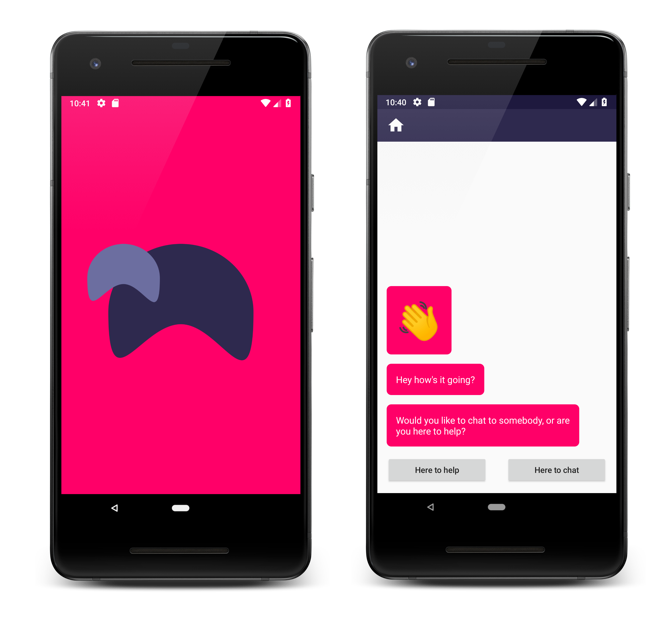 10:41
10:40
Hey how's it going?
Would you like to chat to somebody, or are
you here to help?
Here to help
Here to chat